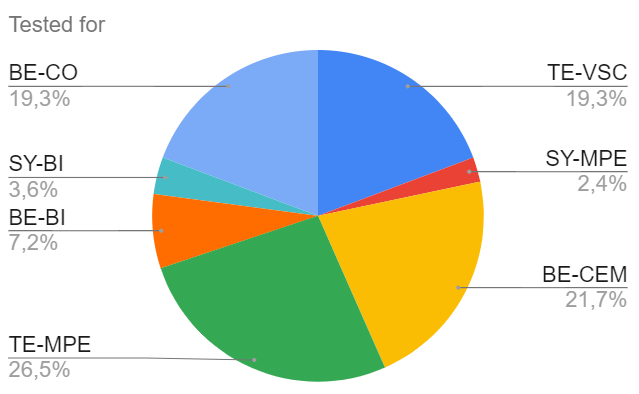 Tested for
BE-CO
19,3%
SY-BI
3,6%
BE-BI
7,2%
TE-MPE
26,5%
TE-VSC
19,3%
SY-MPE
2,4%
BE-CEM
21,7%